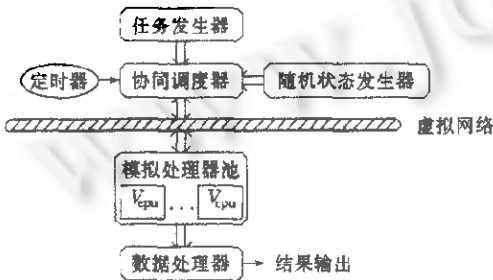 任务发生器
定时器
协同调度器
随机状态发生器
虚拟网络
模拟处理器池
Vcpu ... Vcpu
数据处理器
结果输出